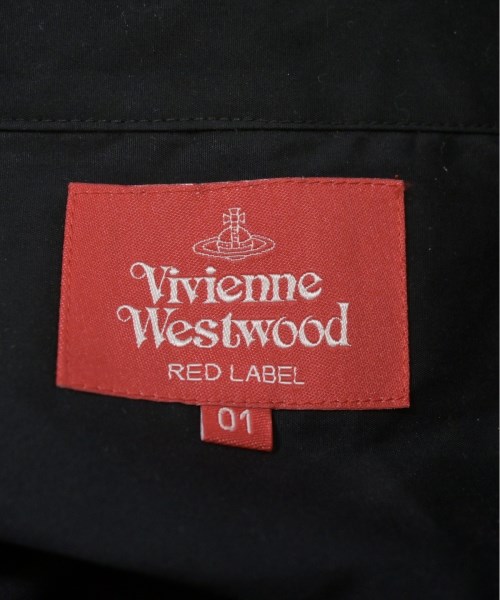 Vivienne
Westwood
RED LABEL
01